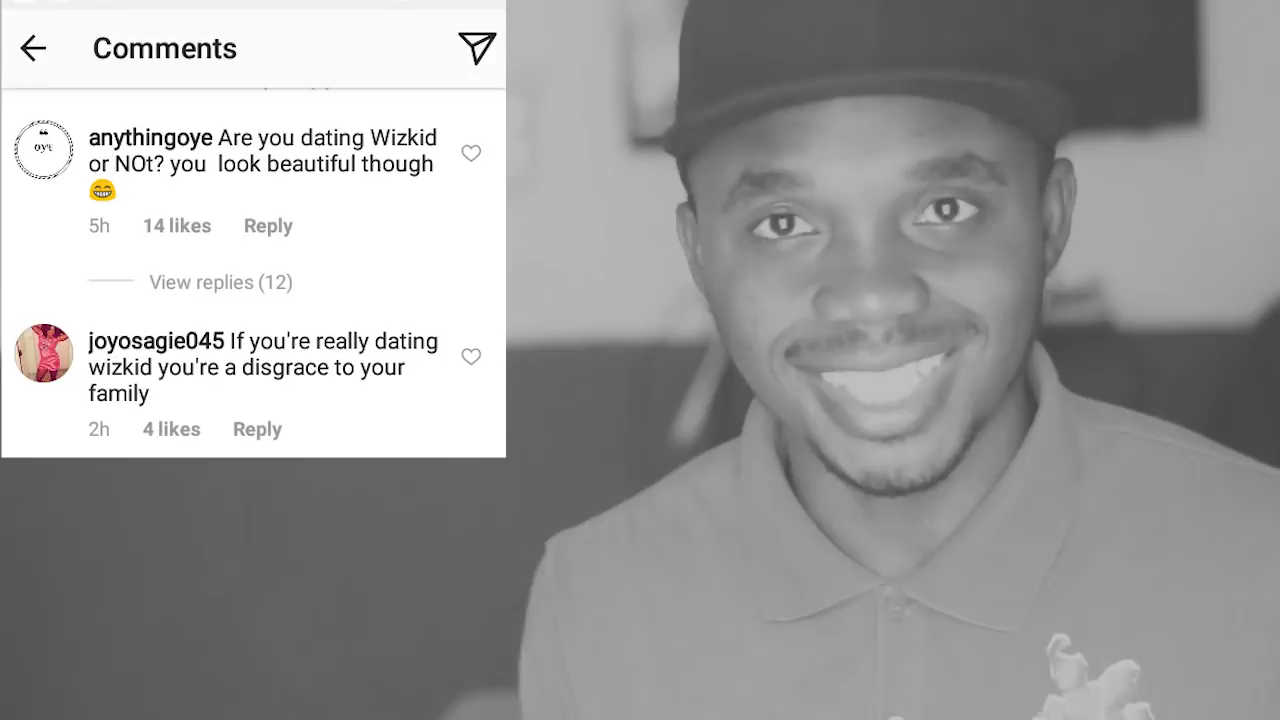 Comments
anythingoye Are you dating Wizkid
or NOt? you look beautiful though
😁
5h 14 likes Reply
View replies (12)
joyosagie045 If you're really dating
wizkid you're a disgrace to your
family
2h 4 likes Reply